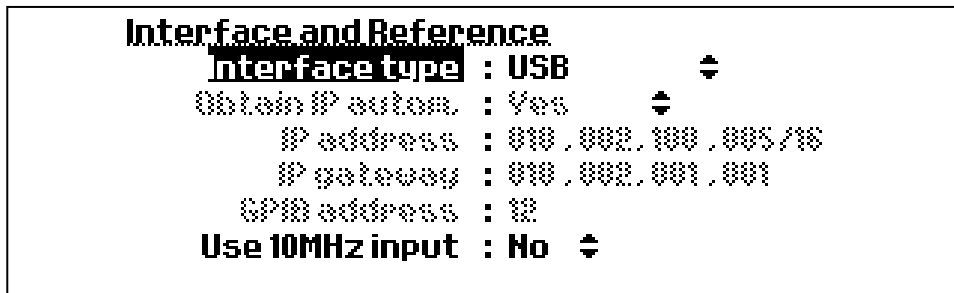 Interface and Reference
Interface type : USB
Obtain IP autom. : Yes
IP address : 010.002.100.005/16
IP gateway : 010.002.001.001
GPIB address : 12
Use 10MHz input : No